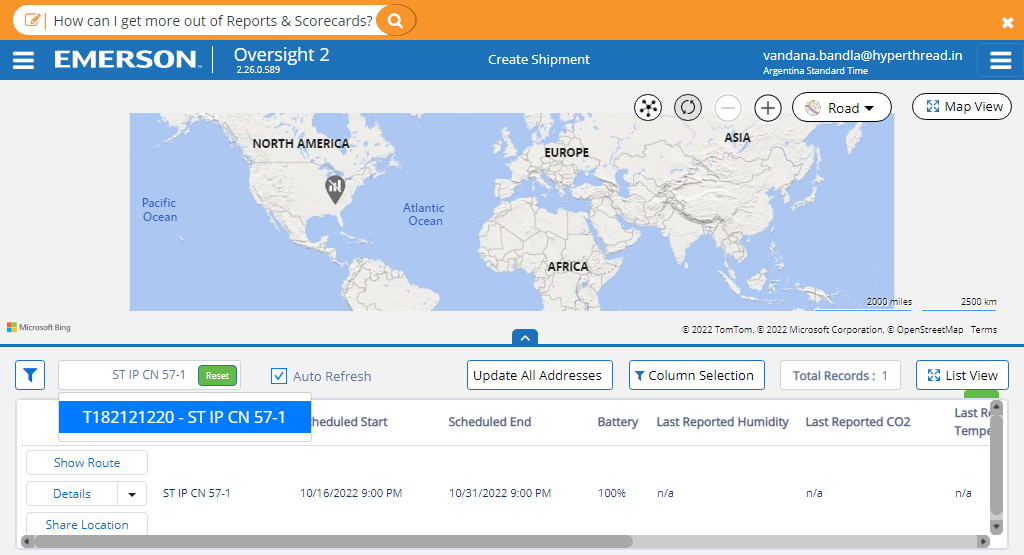 How can I get more out of Reports & Scorecards?
EMERSON
Oversight 2
2.26.0.589
Create Shipment
vandana.bandla@hyperthread.in
Argentina Standard Time
Road
Map View
NORTH AMERICA
EUROPE
ASIA
Pacific
Ocean
Atlantic
Ocean
AFRICA
2000 miles
2500 km
Microsoft Bing
© 2022 TomTom, © 2022 Microsoft Corporation, © OpenStreetMap Terms
ST IP CN 57-1
Reset
Auto Refresh
Update All Addresses
Column Selection
Total Records : 1
List View
T182121220 - ST IP CN 57-1
heduled Start
Scheduled End
Battery
Last Reported Humidity
Last Reported CO2
Last Re
Tempe
Show Route
Details
ST IP CN 57-1
10/16/2022 9:00 PM
10/31/2022 9:00 PM
100%
n/a
n/a
n/a
Share Location